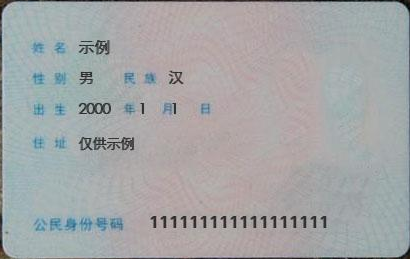 姓名 示例
性别 男 民族 汉
出生 2000 年 1 月 1 日
住址 仅供示例
公民身份号码 111111111111111111